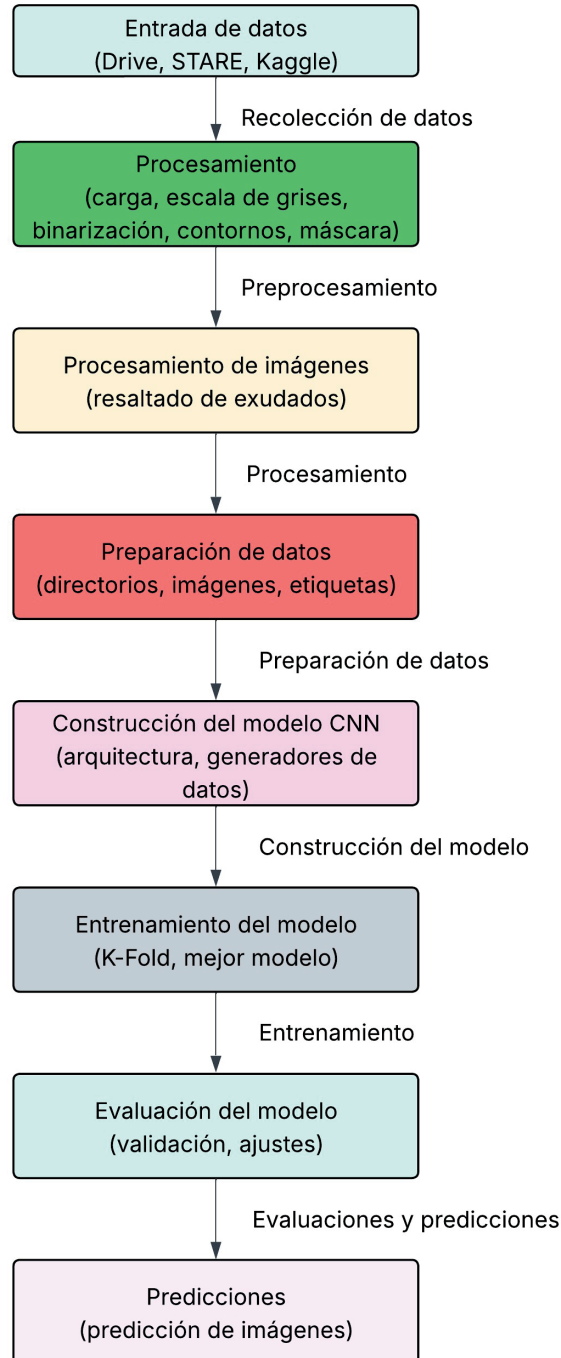 Entrada de datos
(Drive, STARE, Kaggle)
Recolección de datos
Procesamiento
(carga, escala de grises,
binarización, contornos, máscara)
Preprocesamiento
Procesamiento de imágenes
(resaltado de exudados)
Procesamiento
Preparación de datos
(directorios, imágenes, etiquetas)
Preparación de datos
Construcción del modelo CNN
(arquitectura, generadores de
datos)
Construcción del modelo
Entrenamiento del modelo
(K-Fold, mejor modelo)
Entrenamiento
Evaluación del modelo
(validación, ajustes)
Evaluaciones y predicciones
Predicciones
(predicción de imágenes)